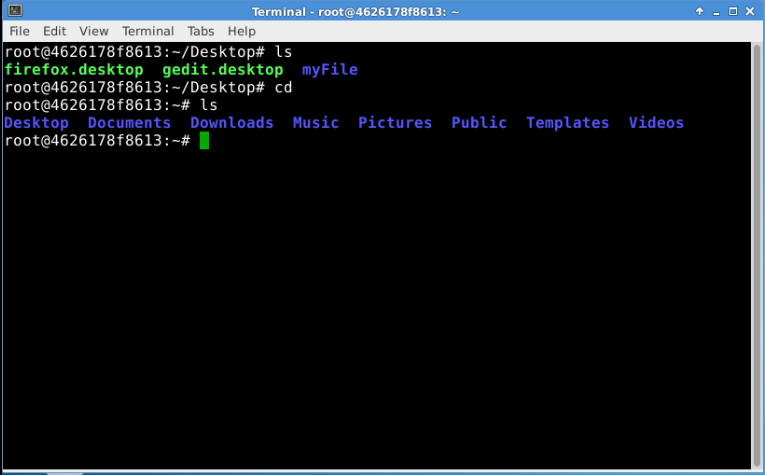 Terminal - root@4626178f8613: ~
File Edit View Terminal Tabs Help
root@4626178f8613:~/Desktop# ls
firefox.desktop  gedit.desktop  myFile
root@4626178f8613:~/Desktop# cd
root@4626178f8613:~# ls
Desktop  Documents  Downloads  Music  Pictures  Public  Templates  Videos
root@4626178f8613:~#